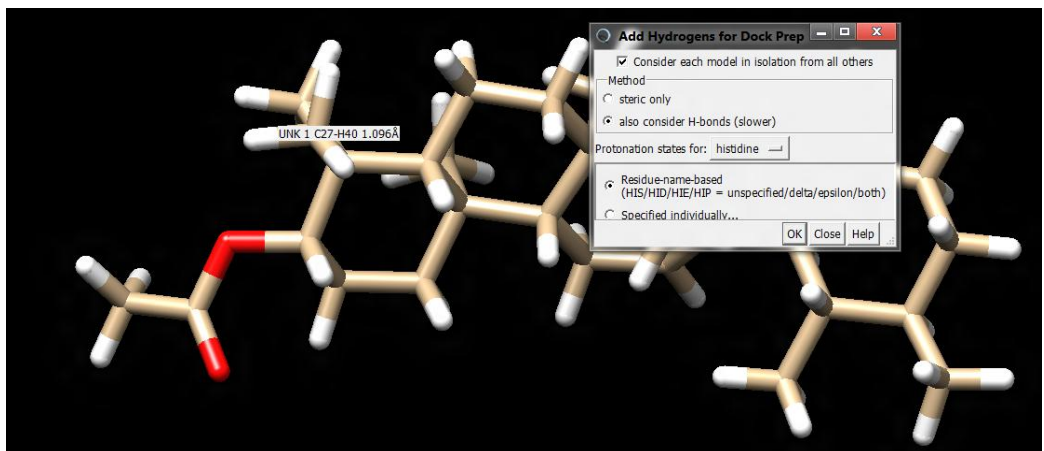 Add Hydrogens for Dock Prep
Consider each model in isolation from all others
Method
steric only
also consider H-bonds (slower)
UNK 1 C27-H40 1.096Å
Protonation states for: histidine
Residue-name-based
(HIS/HID/HIE/HIP = unspecified/delta/epsilon/both)
Specified individually...
OK Close Help